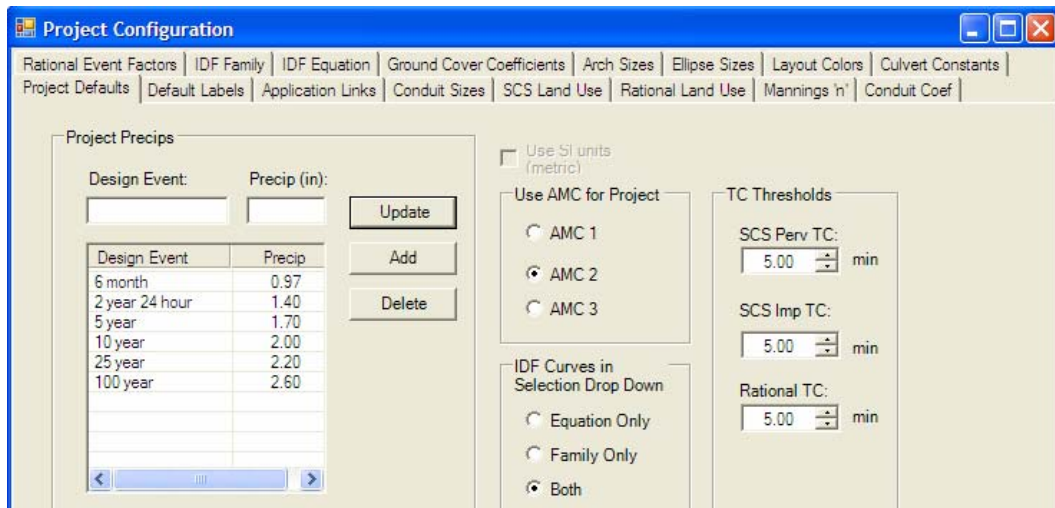 Project Configuration
Rational Event Factors IDF Family IDF Equation Ground Cover Coefficients Arch Sizes Ellipse Sizes Layout Colors Culvert Constants
Project Defaults Default Labels Application Links Conduit Sizes SCS Land Use Rational Land Use Mannings 'n' Conduit Coef
Project Precips
Design Event: Precip (in):
Update
Add
Delete
Design Event Precip
6 month 0.97
2 year 24 hour 1.40
5 year 1.70
10 year 2.00
25 year 2.20
100 year 2.60
Use SI units
(metric)
Use AMC for Project
AMC 1
AMC 2
AMC 3
IDF Curves in
Selection Drop Down
Equation Only
Family Only
Both
TC Thresholds
SCS Perv TC:
5.00 min
SCS Imp TC:
5.00 min
Rational TC:
5.00 min